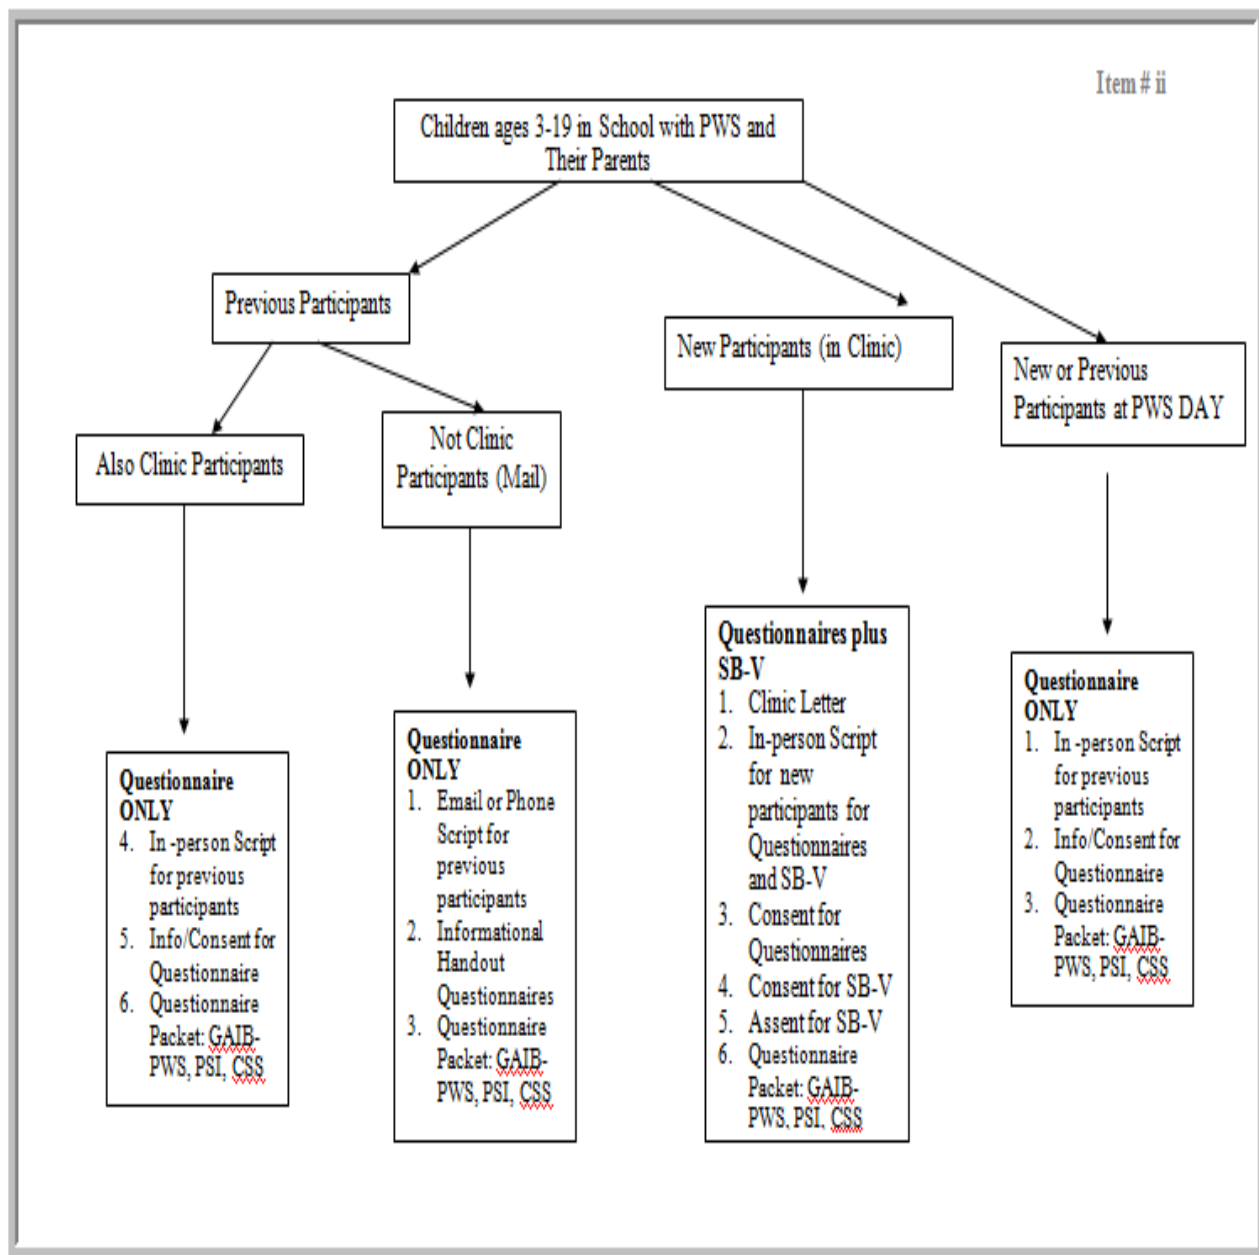 Item # ii
Children ages 3-19 in School with PWS and
Their Parents
Previous Participants
New Participants (in Clinic)
New or Previous
Participants at PWS DAY
Also Clinic Participants
Not Clinic
Participants (Mail)
Questionnaire
ONLY
4. In -person Script
for previous
participants
5. Info/Consent for
Questionnaire
6. Questionnaire
Packet: GAIB-
PWS, PSI, CSS
Questionnaire
ONLY
1. Email or Phone
Script for
previous
participants
2. Informational
Handout
Questionnaires
3. Questionnaire
Packet: GAIB-
PWS, PSI, CSS
Questionnaires plus
SB-V
1. Clinic Letter
2. In-person Script
for new
participants for
Questionnaires
and SB-V
3. Consent for
Questionnaires
4. Consent for SB-V
5. Assent for SB-V
6. Questionnaire
Packet: GAIB-
PWS, PSI, CSS
Questionnaire
ONLY
1. In -person Script
for previous
participants
2. Info/Consent for
Questionnaire
3. Questionnaire
Packet: GAIB-
PWS, PSI, CSS